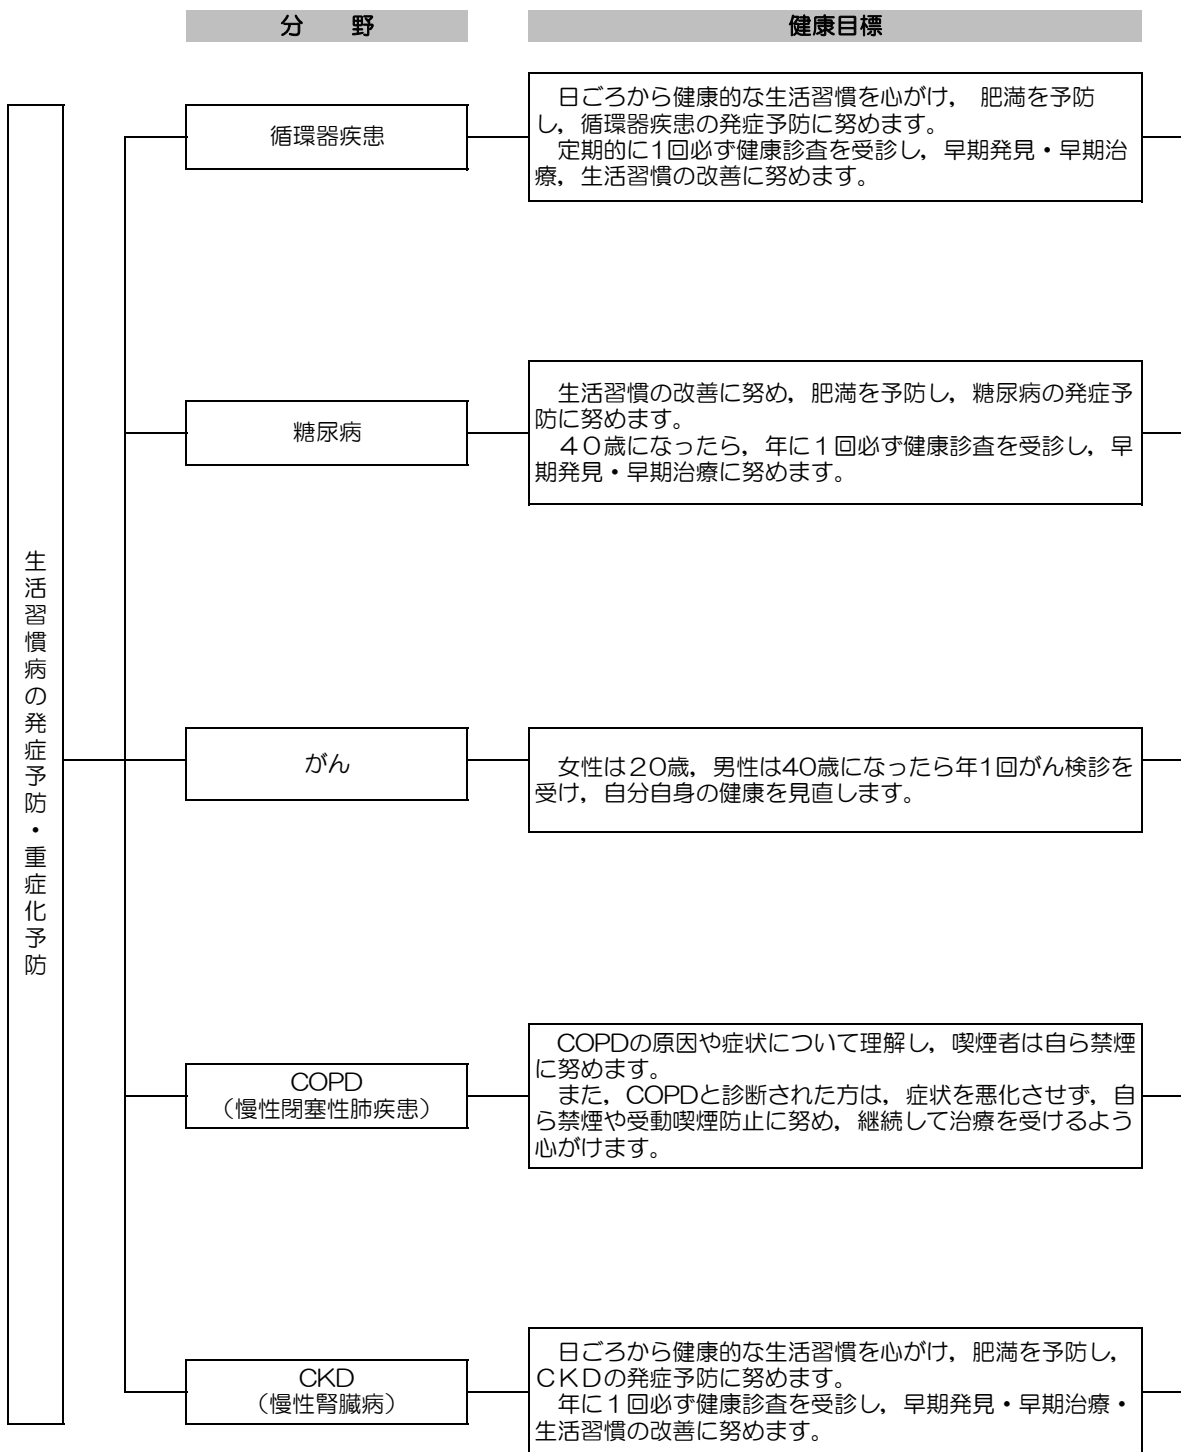 分　野
健康目標
生活習慣病の発症予防・重症化予防
循環器疾患
　日ごろから健康的な生活習慣を心がけ，肥満を予防
し，循環器疾患の発症予防に努めます。
　定期的に1回必ず健康診査を受診し，早期発見・早期治
療，生活習慣の改善に努めます。
糖尿病
　生活習慣の改善に努め，肥満を予防し，糖尿病の発症予
防に努めます。
　４０歳になったら，年に１回必ず健康診査を受診し，早
期発見・早期治療に努めます。
がん
　女性は２０歳，男性は40歳になったら年1回がん検診を
受け，自分自身の健康を見直します。
COPD
（慢性閉塞性肺疾患）
　COPDの原因や症状について理解し，喫煙者は自ら禁煙
に努めます。
　また，COPDと診断された方は，症状を悪化させず，自
ら禁煙や受動喫煙防止に努め，継続して治療を受けるよう
心がけます。
CKD
（慢性腎臓病）
　日ごろから健康的な生活習慣を心がけ，肥満を予防し，
ＣＫＤの発症予防に努めます。
　年に１回必ず健康診査を受診し，早期発見・早期治療・
生活習慣の改善に努めます。